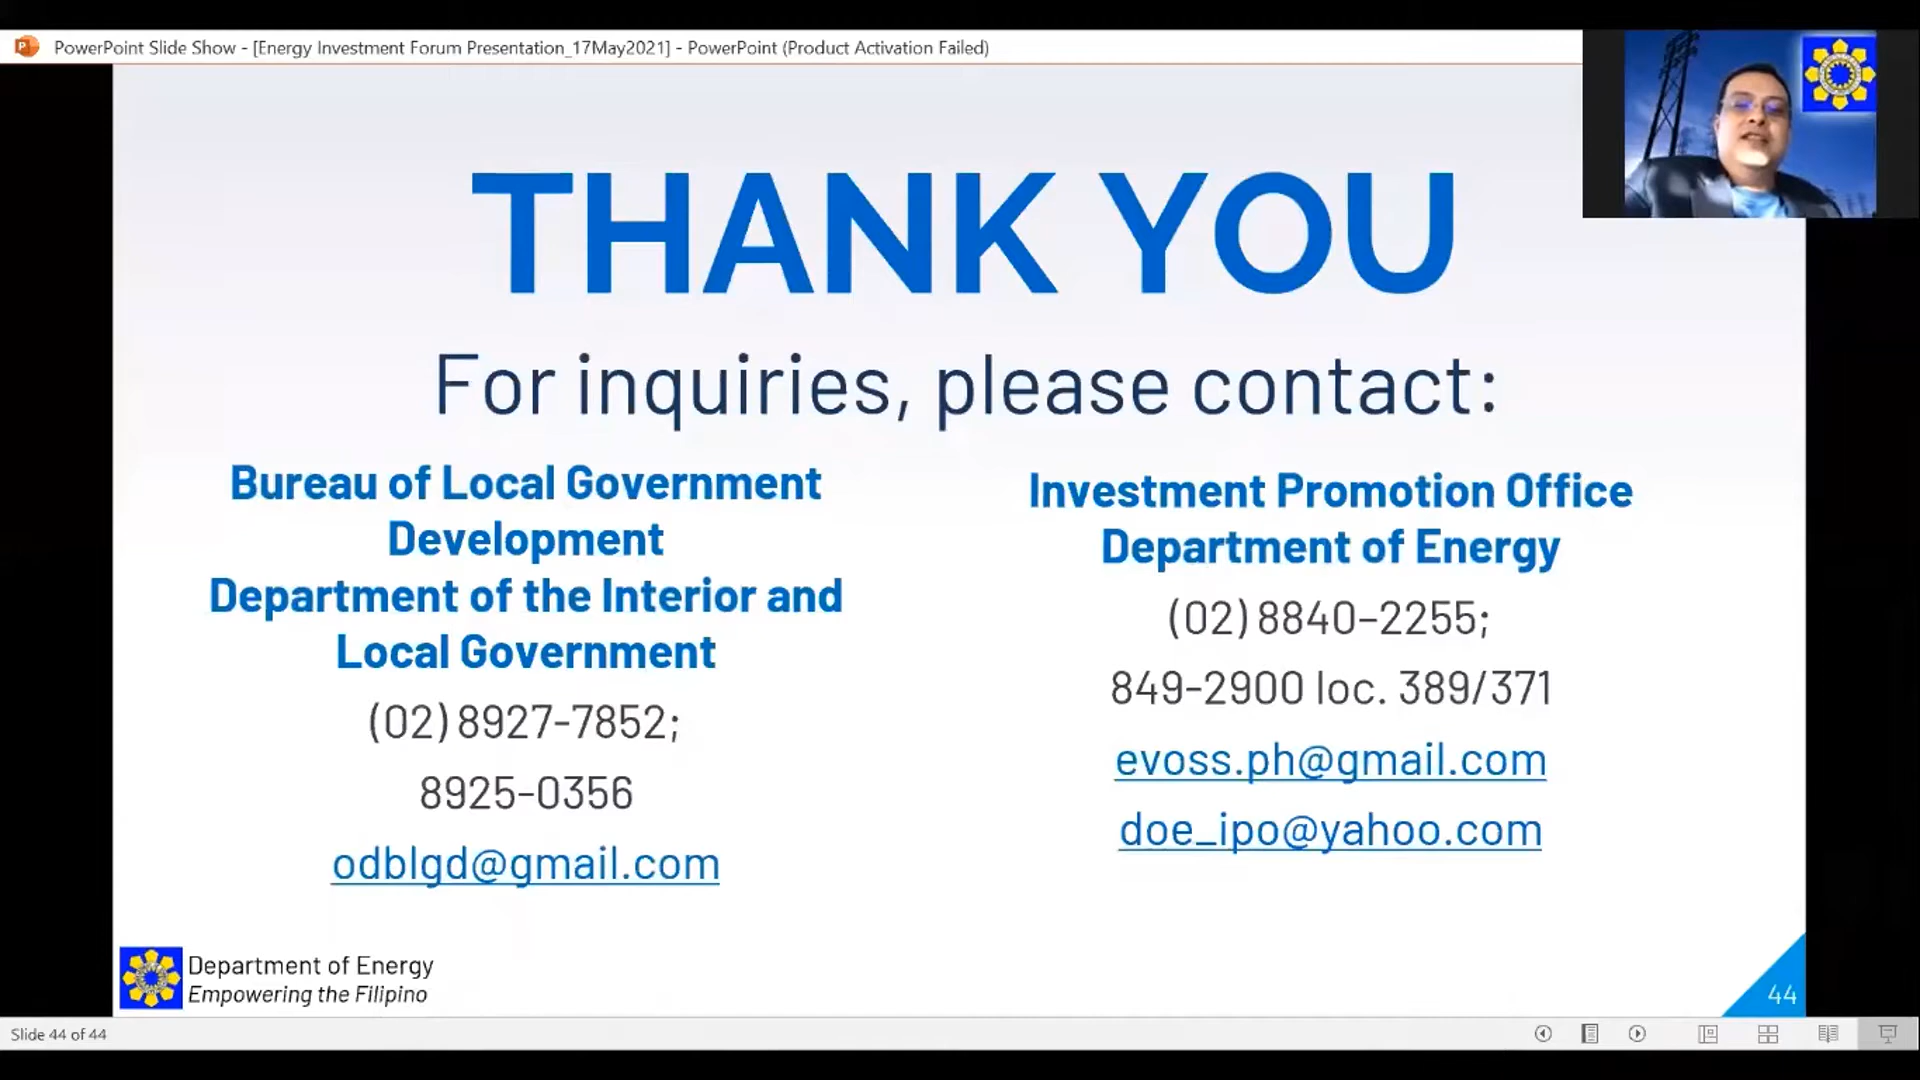 PowerPoint Slide Show - [Energy Investment Forum Presentation_17May2021] - PowerPoint (Product Activation Failed)
THANK YOU
For inquiries, please contact:
Bureau of Local Government
Development
Department of the Interior and
Local Government
(02) 8927-7852;
8925-0356
odblgd@gmail.com
Investment Promotion Office
Department of Energy
(02) 8840-2255;
849-2900 loc. 389/371
evoss.ph@gmail.com
doe_ipo@yahoo.com
Department of Energy
Empowering the Filipino
44
Slide 44 of 44